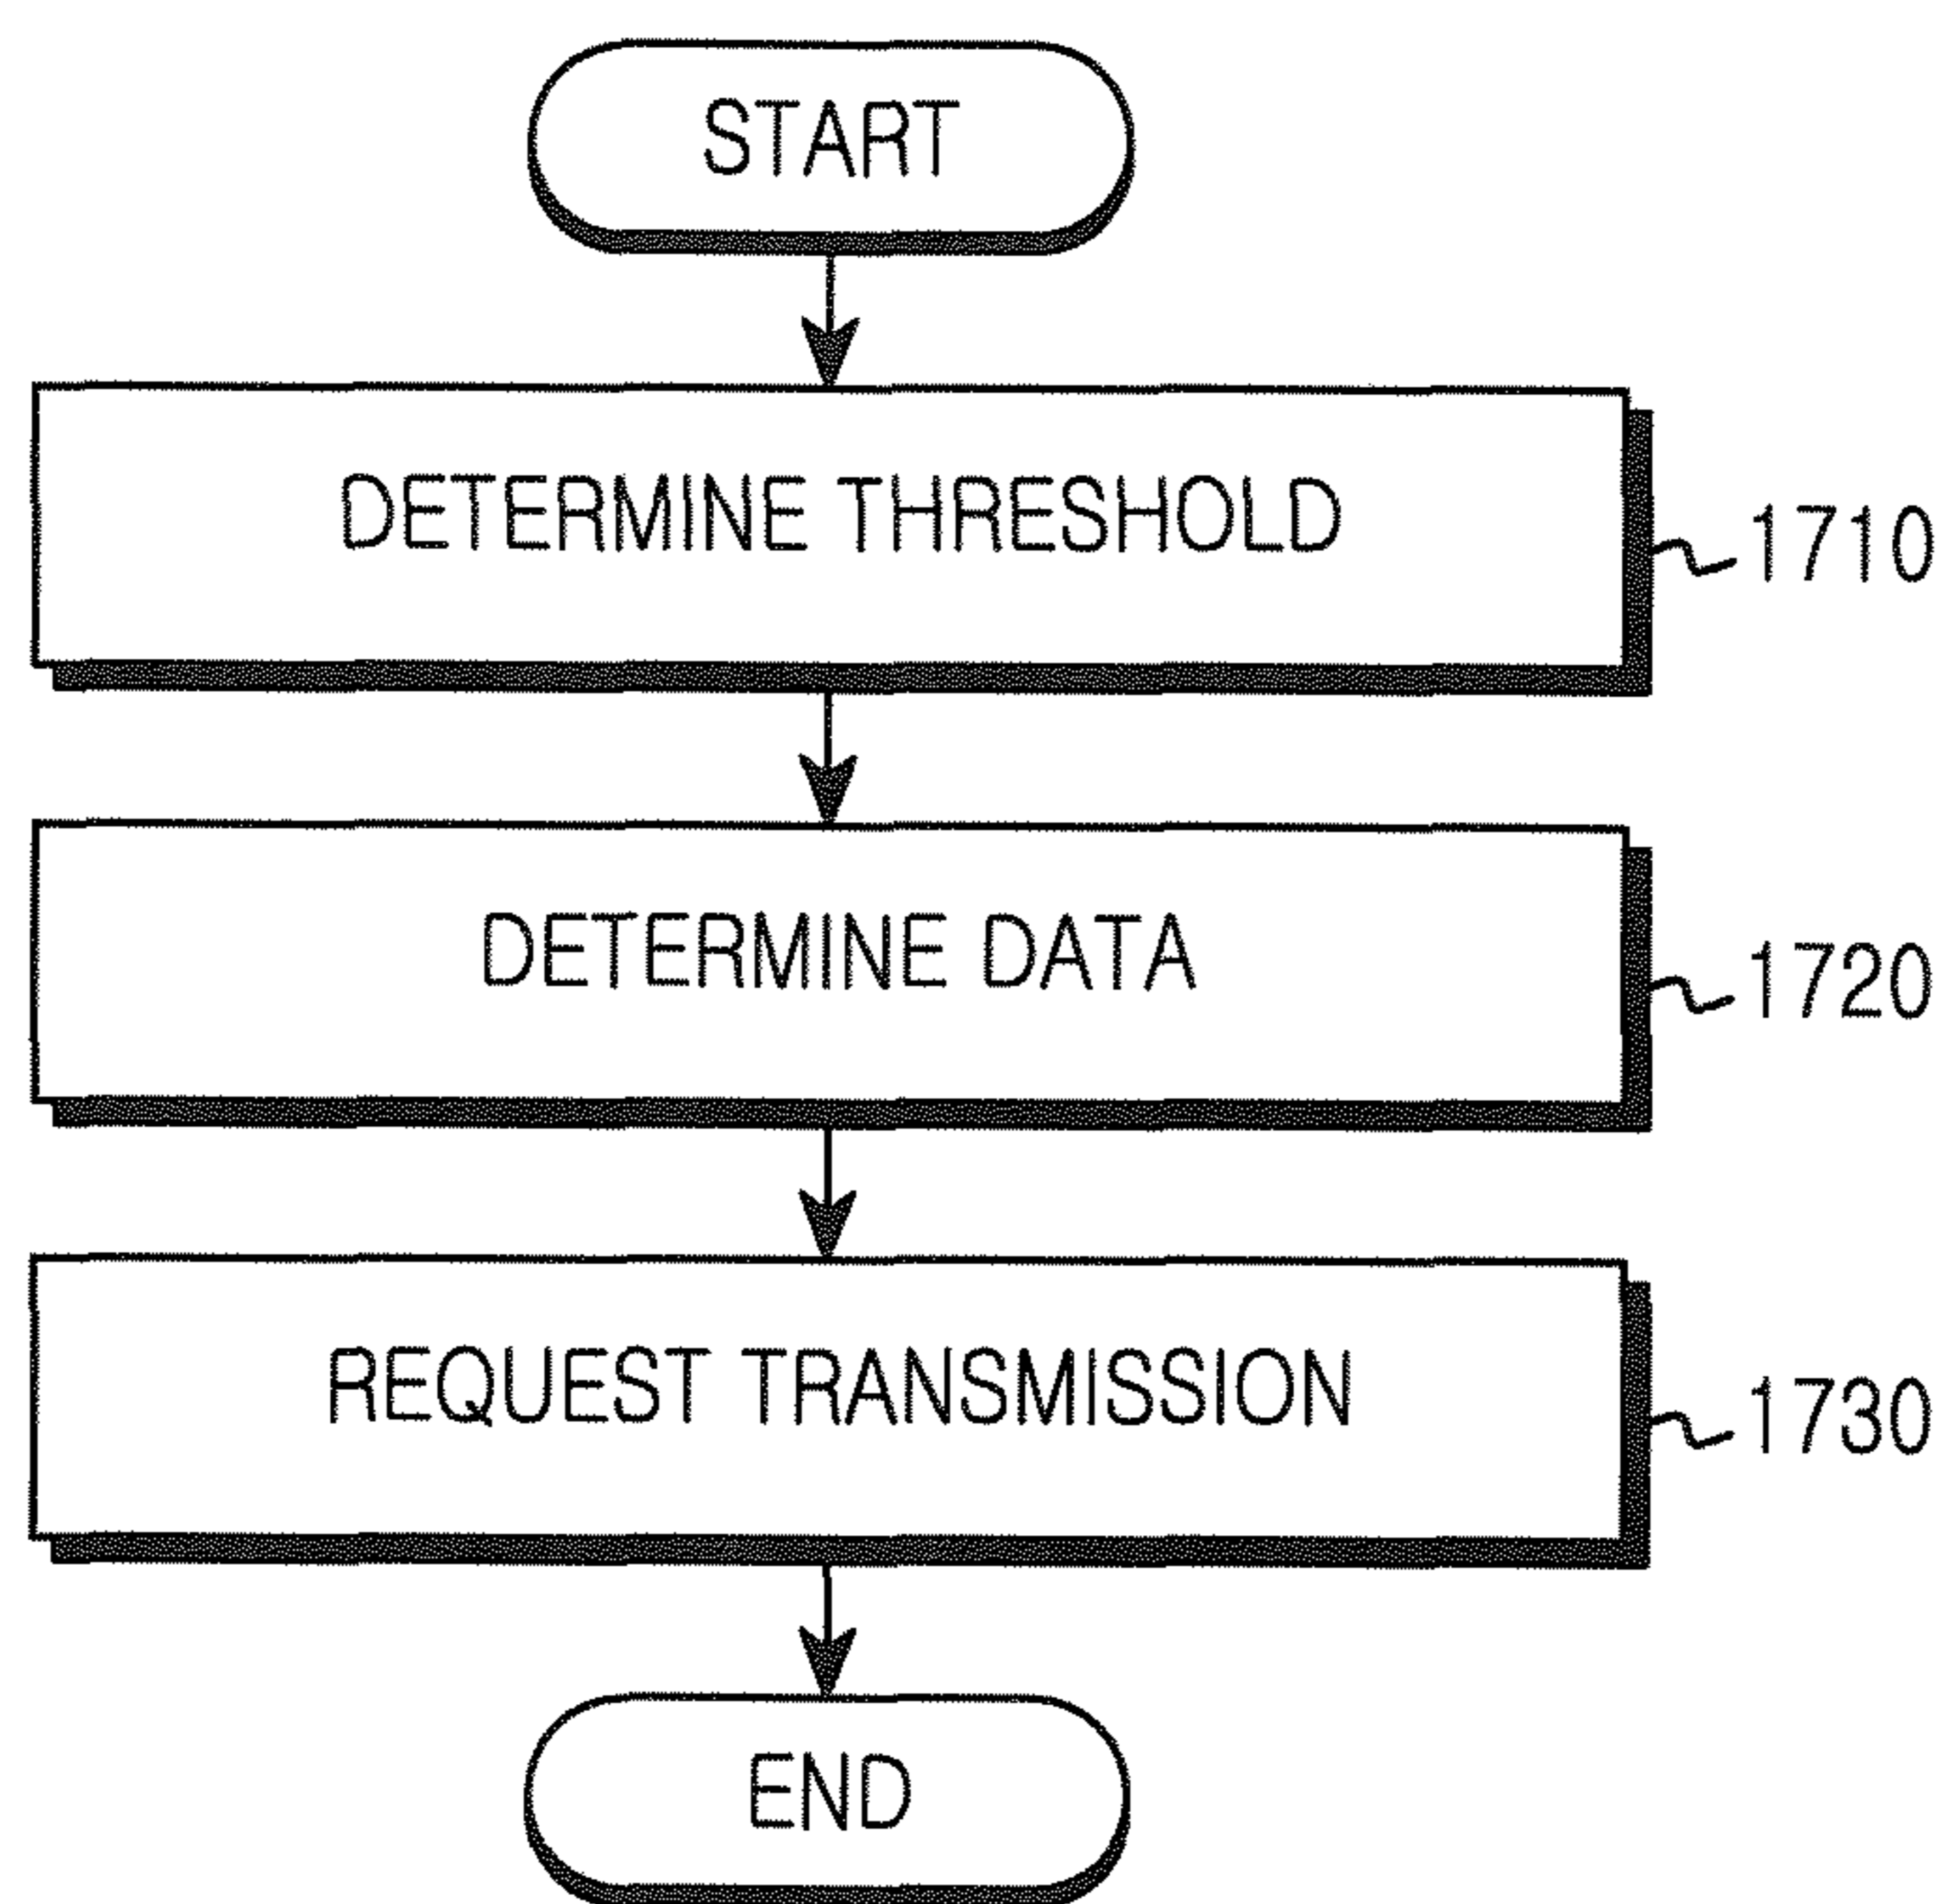 START
DETERMINE THRESHOLD
1710
DETERMINE DATA
1720
REQUEST TRANSMISSION
1730
END